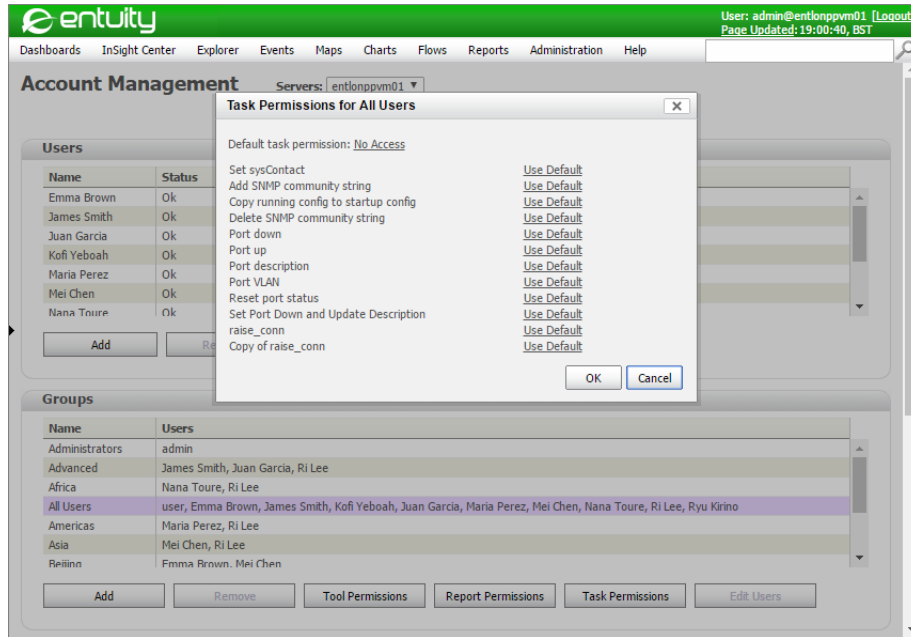 entuity
User: admin@entlonppvm01 [Logout
Page Updated: 19:00:40, BST
Dashboards InSight Center Explorer Events Maps Charts Flows Reports Administration Help
Account Management Servers: entlonppvm01
Task Permissions for All Users
Default task permission: No Access
Set sysContact Use Default
Add SNMP community string Use Default
Copy running config to startup config Use Default
Delete SNMP community string Use Default
Port down Use Default
Port up Use Default
Port description Use Default
Port VLAN Use Default
Reset port status Use Default
Set Port Down and Update Description Use Default
raise_conn Use Default
Copy of raise_conn Use Default
OK Cancel
Users
Name Status
Emma Brown Ok
James Smith Ok
Juan Garcia Ok
Kofi Yeboah Ok
Maria Perez Ok
Mei Chen Ok
Nana Toure Ok
Add Re
Groups
Name Users
Administrators admin
Advanced James Smith, Juan Garcia, Ri Lee
Africa Nana Toure, Ri Lee
All Users user, Emma Brown, James Smith, Kofi Yeboah, Juan Garcia, Maria Perez, Mei Chen, Nana Toure, Ri Lee, Ryu Kirino
Americas Maria Perez, Ri Lee
Asia Mei Chen, Ri Lee
Beijing Emma Brown, Mei Chen
Add Remove Tool Permissions Report Permissions Task Permissions Edit Users